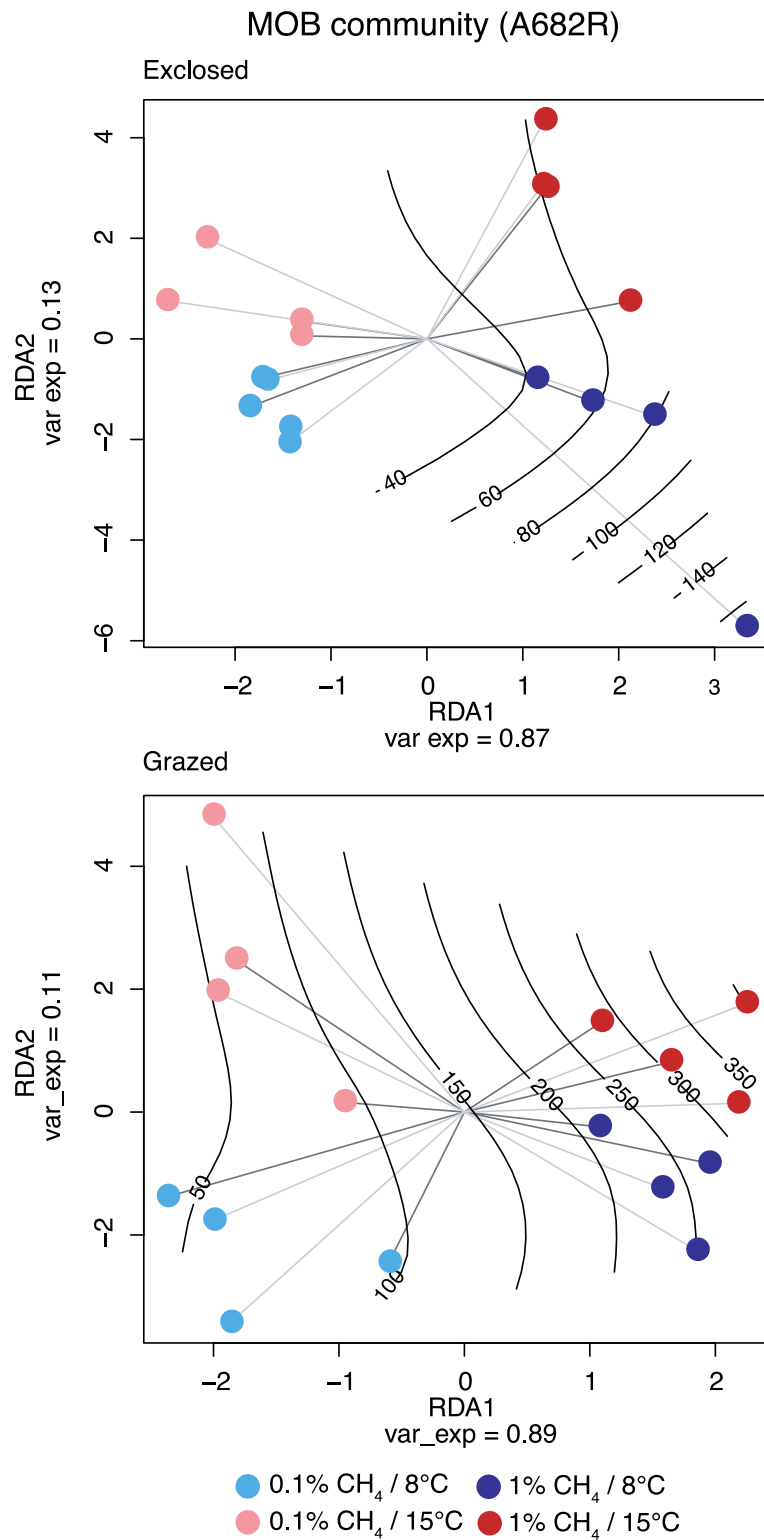 MOB community (A682R)
Exclosed
4
2
0
−2
−4
−6
RDA2
var exp = 0.13
40
60
80
100
120
140
−2 −1 0 1 2 3
RDA1
var exp = 0.87
Grazed
4
2
0
−2
RDA2
var_exp = 0.11
50
100
150
200
250
300
350
−2 −1 0 1 2
RDA1
var_exp = 0.89
0.1% CH₄ / 8°C 1% CH₄ / 8°C
0.1% CH₄ / 15°C 1% CH₄ / 15°C